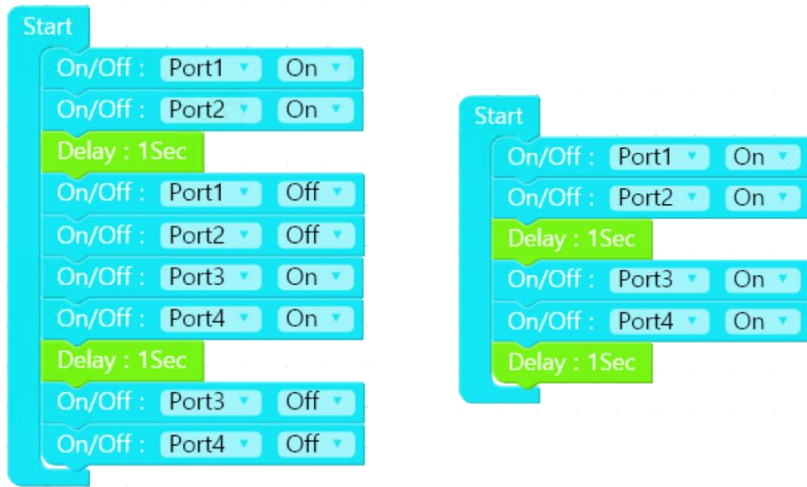 Start
On/Off : Port1 On
On/Off : Port2 On
Delay : 1Sec
On/Off : Port1 Off
On/Off : Port2 Off
On/Off : Port3 On
On/Off : Port4 On
Delay : 1Sec
On/Off : Port3 Off
On/Off : Port4 Off
Start
On/Off : Port1 On
On/Off : Port2 On
Delay : 1Sec
On/Off : Port3 On
On/Off : Port4 On
Delay : 1Sec